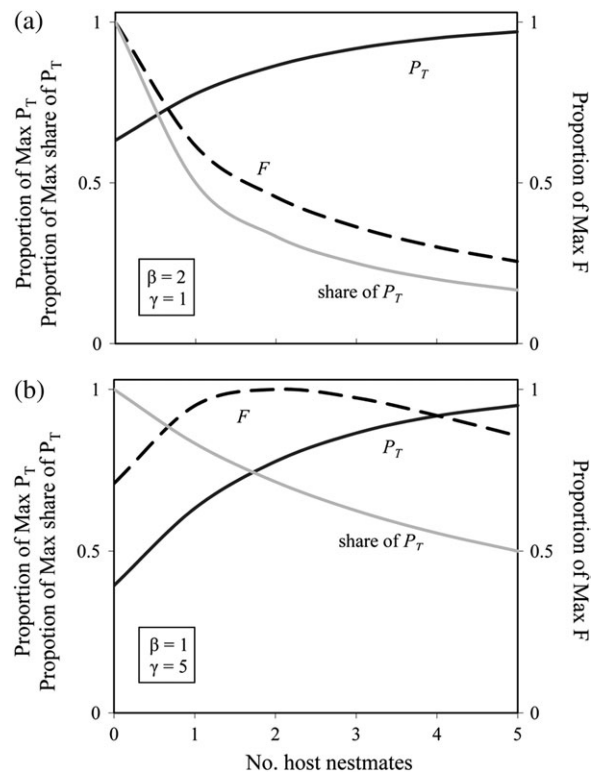 (a)
Proportion of Max P_T
Proportion of Max share of P_T
Proportion of Max F
1
0.5
0
1
0.5
0
P_T
F
share of P_T
β = 2
γ = 1
(b)
Proportion of Max P_T
Propotion of Max share of P_T
Proportion of Max F
1
0.5
0
1
0.5
0
F
P_T
share of P_T
β = 1
γ = 5
0 1 2 3 4 5
No. host nestmates